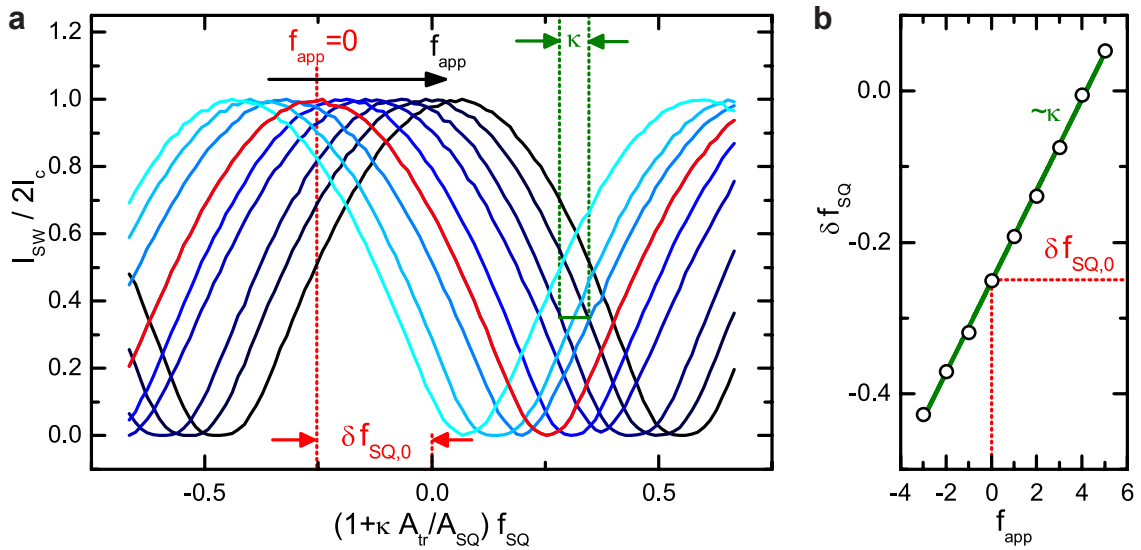 a
1.2
1.0
0.8
0.6
0.4
0.2
0.0
I_SW / 2I_c
f_app=0
f_app
κ
δ f_SQ,0
-0.5
0.0
0.5
(1+κ A_tr/A_SQ) f_SQ
b
0.0
-0.2
-0.4
δ f_SQ
~κ
δ f_SQ,0
-4
-2
0
2
4
6
f_app